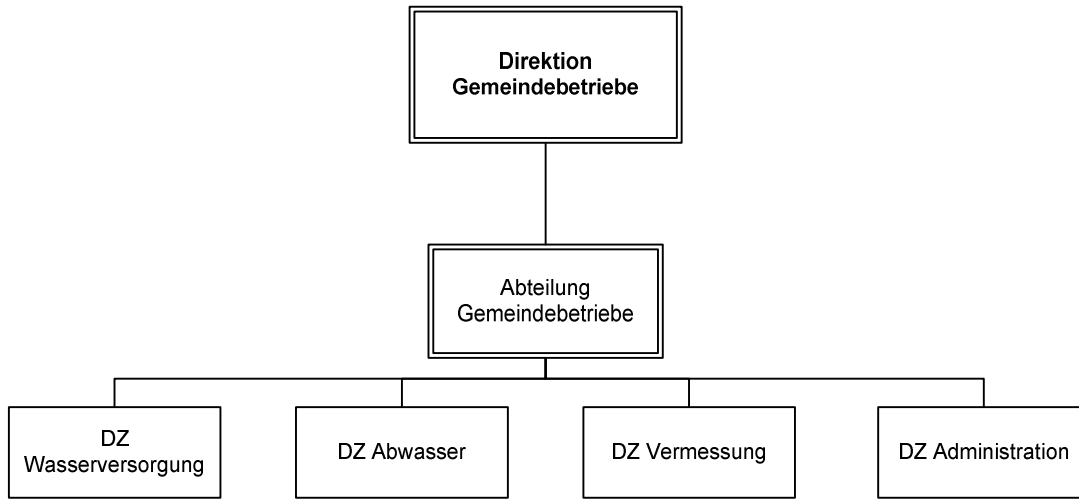 Direktion
Gemeindebetriebe
Abteilung
Gemeindebetriebe
DZ
Wasserversorgung
DZ Abwasser
DZ Vermessung
DZ Administration